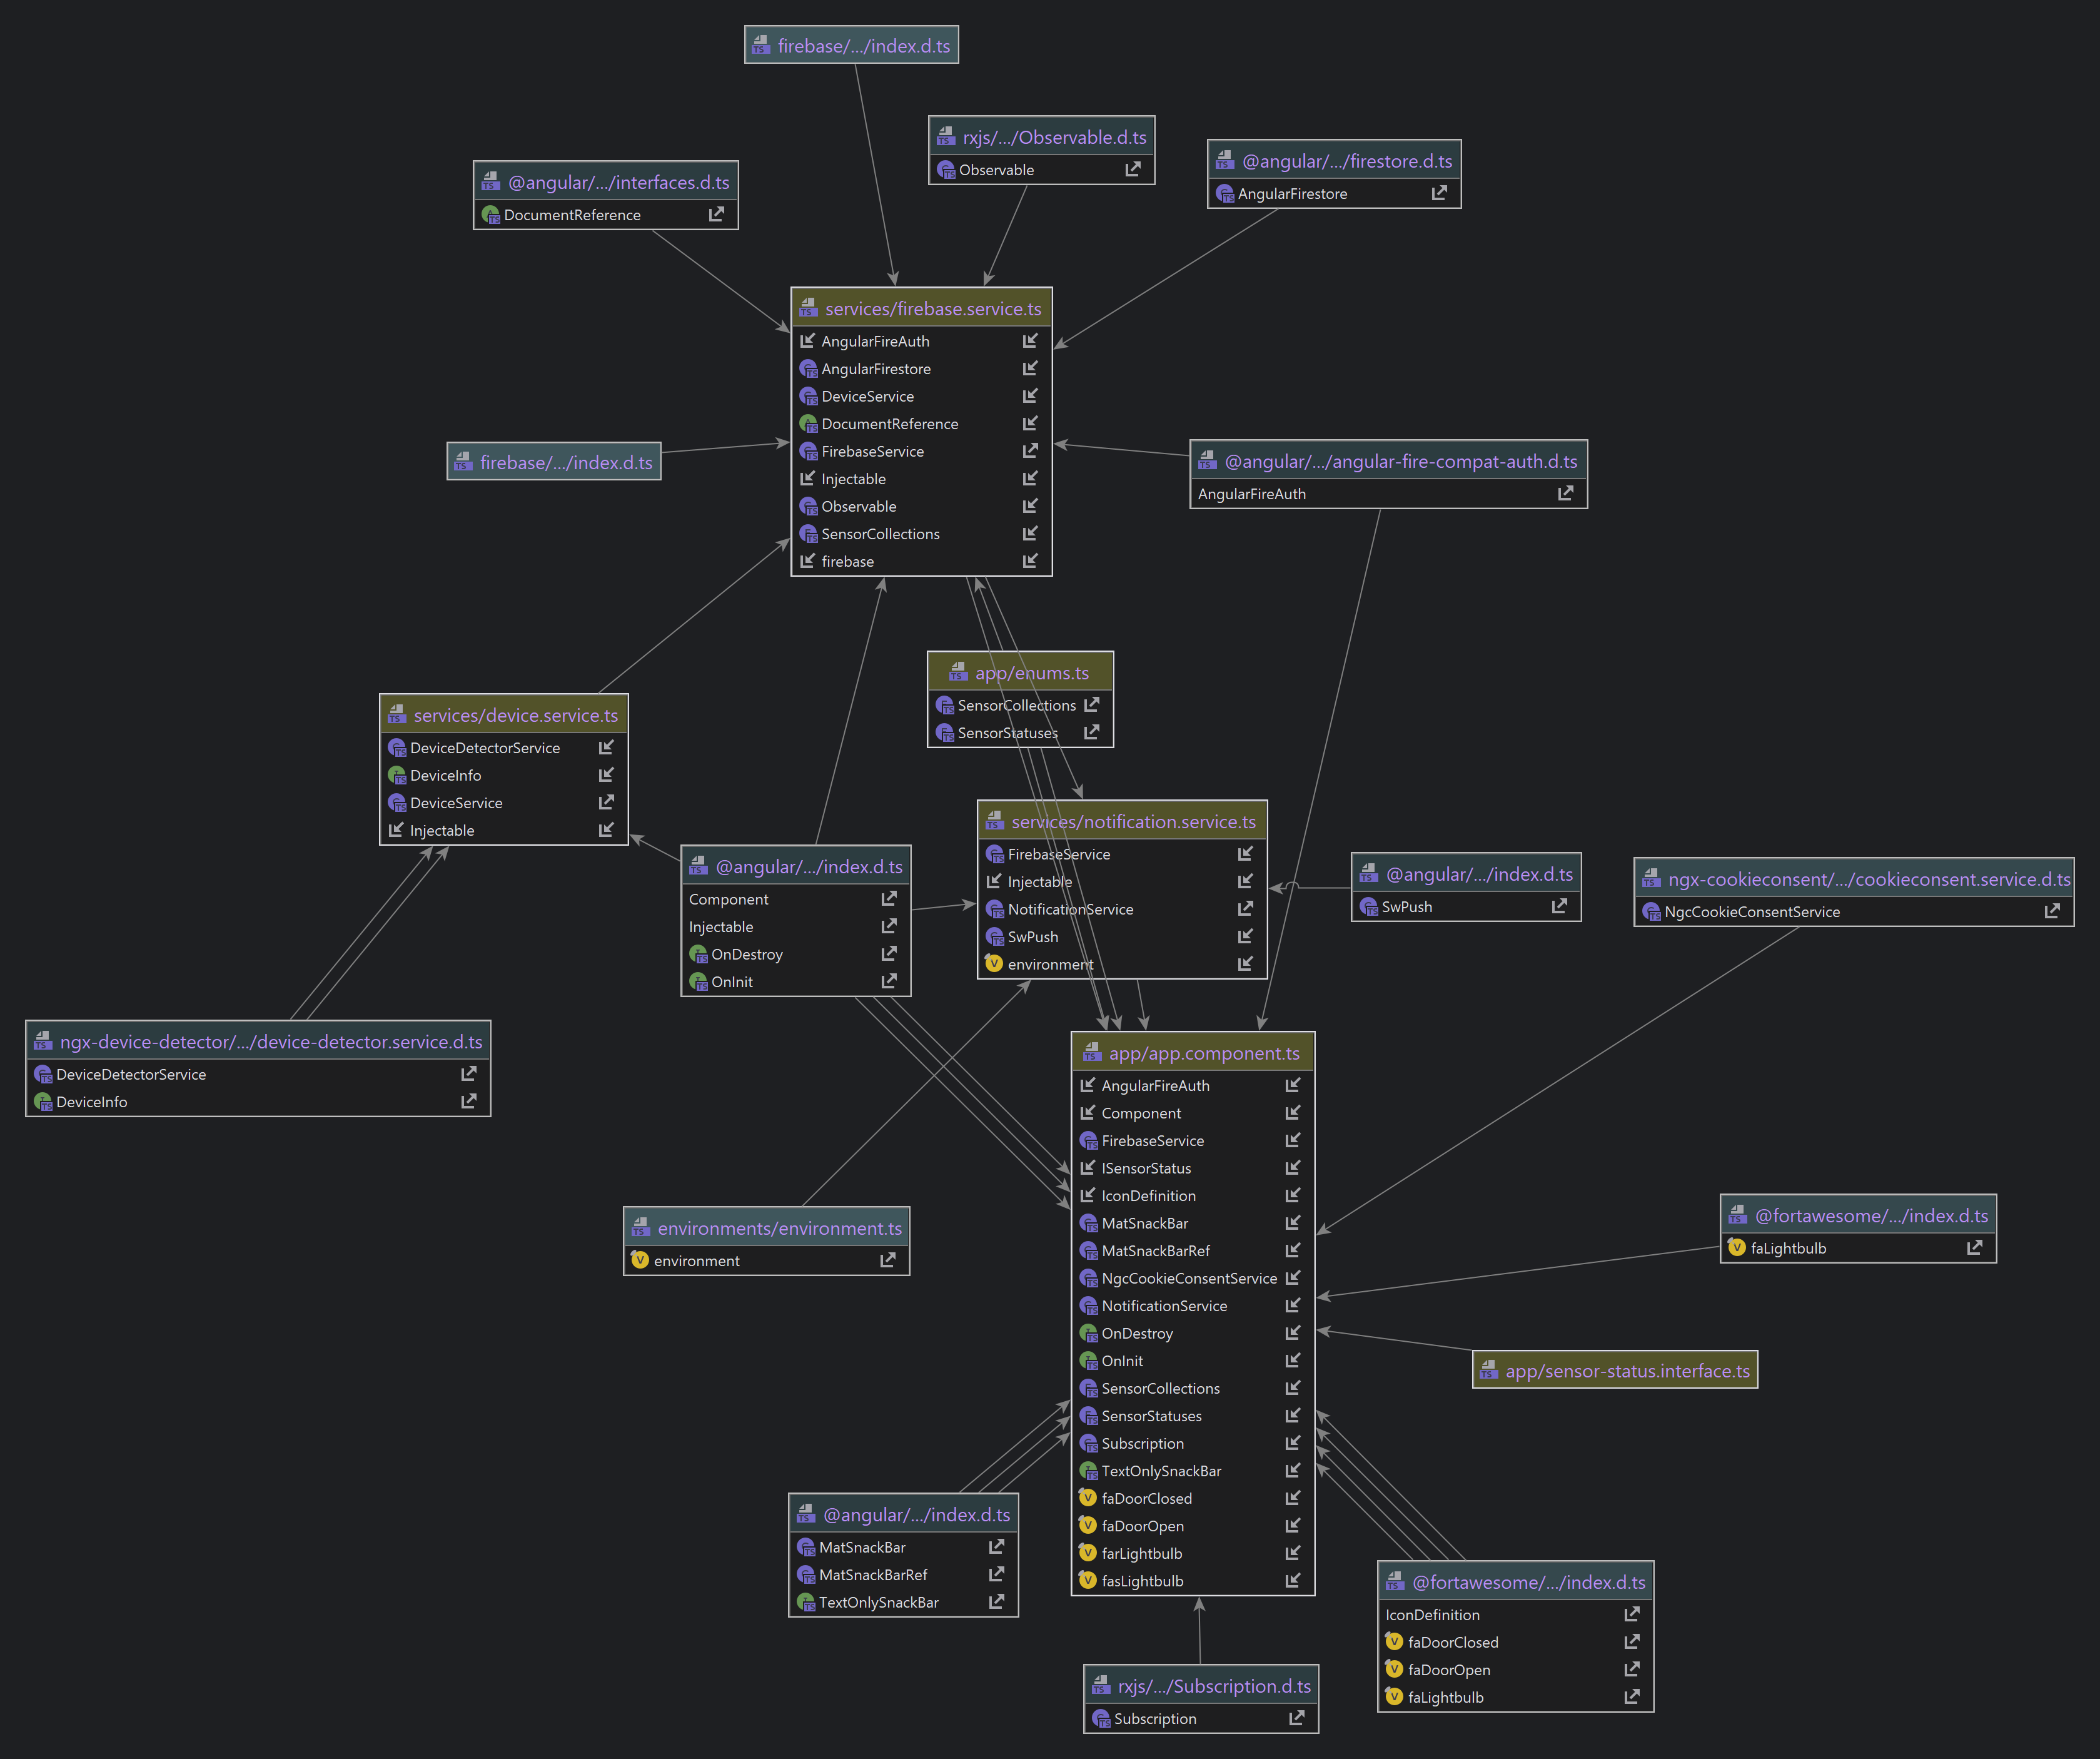 firebase/.../index.d.ts
rxjs/.../Observable.d.ts
Observable
@angular/.../firestore.d.ts
AngularFirestore
@angular/.../interfaces.d.ts
DocumentReference
services/firebase.service.ts
AngularFireAuth
AngularFirestore
DeviceService
DocumentReference
FirebaseService
Injectable
Observable
SensorCollections
firebase
firebase/.../index.d.ts
@angular/.../angular-fire-compat-auth.d.ts
AngularFireAuth
app/enums.ts
SensorCollections
SensorStatuses
services/device.service.ts
DeviceDetectorService
DeviceInfo
DeviceService
Injectable
services/notification.service.ts
FirebaseService
Injectable
NotificationService
SwPush
environment
@angular/.../index.d.ts
Component
Injectable
OnDestroy
OnInit
@angular/.../index.d.ts
SwPush
ngx-cookieconsent/.../cookieconsent.service.d.ts
NgcCookieConsentService
ngx-device-detector/.../device-detector.service.d.ts
DeviceDetectorService
DeviceInfo
app/app.component.ts
AngularFireAuth
Component
FirebaseService
ISensorStatus
IconDefinition
MatSnackBar
MatSnackBarRef
NgcCookieConsentService
NotificationService
OnDestroy
OnInit
SensorCollections
SensorStatuses
Subscription
TextOnlySnackBar
faDoorClosed
faDoorOpen
farLightbulb
fasLightbulb
environments/environment.ts
environment
@fortawesome/.../index.d.ts
faLightbulb
app/sensor-status.interface.ts
@angular/.../index.d.ts
MatSnackBar
MatSnackBarRef
TextOnlySnackBar
@fortawesome/.../index.d.ts
IconDefinition
faDoorClosed
faDoorOpen
faLightbulb
rxjs/.../Subscription.d.ts
Subscription